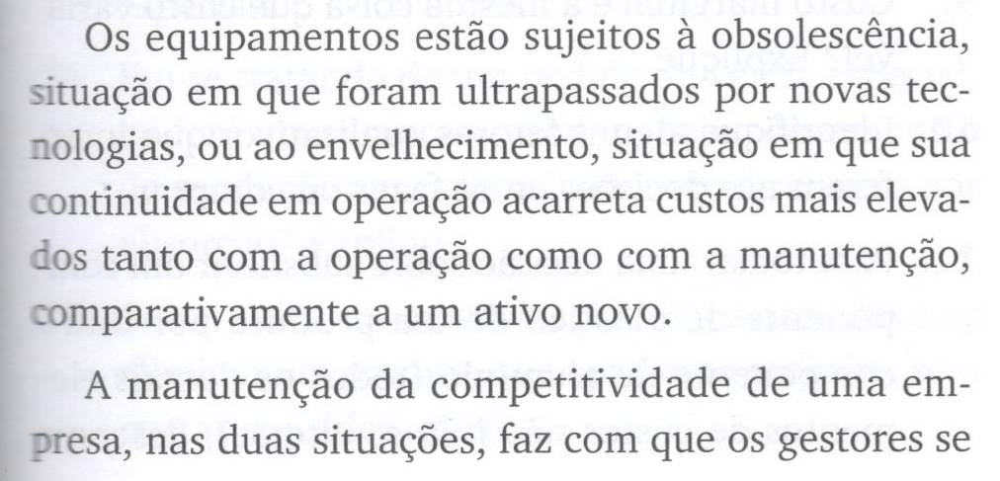 Os equipamentos estão sujeitos à obsolescência,
situação em que foram ultrapassados por novas tec-
nologias, ou ao envelhecimento, situação em que sua
continuidade em operação acarreta custos mais eleva-
dos tanto com a operação como com a manutenção,
comparativamente a um ativo novo.
A manutenção da competitividade de uma em-
presa, nas duas situações, faz com que os gestores se